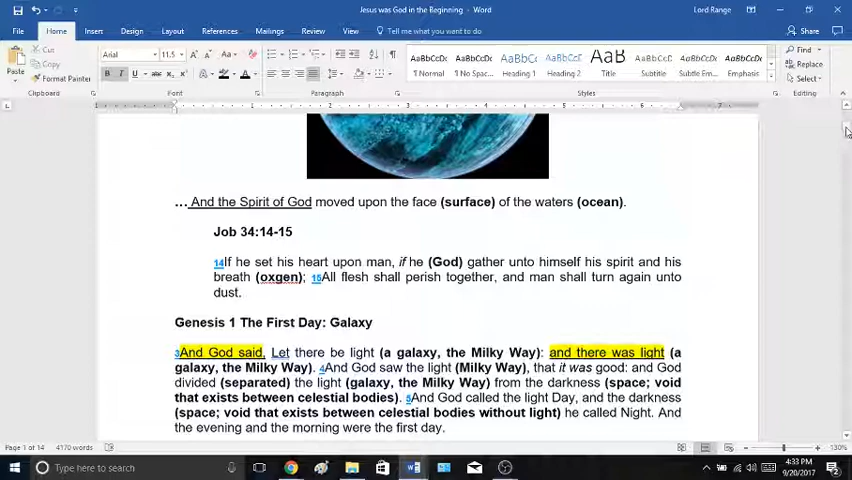 Jesus was God in the Beginning - Word
Lord Range
File Home Insert Draw Design Layout References Mailings Review View Tell me what you want to do Share
Cut
Copy
Format Painter
Paste
Clipboard
Arial 11.5
Font
Paragraph
AaBbCcDc AaBbCcDc AaBbCc AaBbCcC AaB AaBbCcD AaBbCcDc AaBbCcDc
¶ Normal ¶ No Spac... Heading 1 Heading 2 Title Subtitle Subtle Em... Emphasis
Styles
Find
Replace
Select
Editing
... And the Spirit of God moved upon the face (surface) of the waters (ocean).
Job 34:14-15
14If he set his heart upon man, if he (God) gather unto himself his spirit and his
breath (oxgen); 15All flesh shall perish together, and man shall turn again unto
dust.
Genesis 1 The First Day: Galaxy
3And God said, Let there be light (a galaxy, the Milky Way): and there was light (a
galaxy, the Milky Way). 4And God saw the light (Milky Way), that it was good: and God
divided (separated) the light (galaxy, the Milky Way) from the darkness (space; void
that exists between celestial bodies). 5And God called the light Day, and the darkness
(space; void that exists between celestial bodies without light) he called Night. And
the evening and the morning were the first day.
Page 1 of 14 4170 words
130%
Type here to search
4:33 PM
9/20/2017